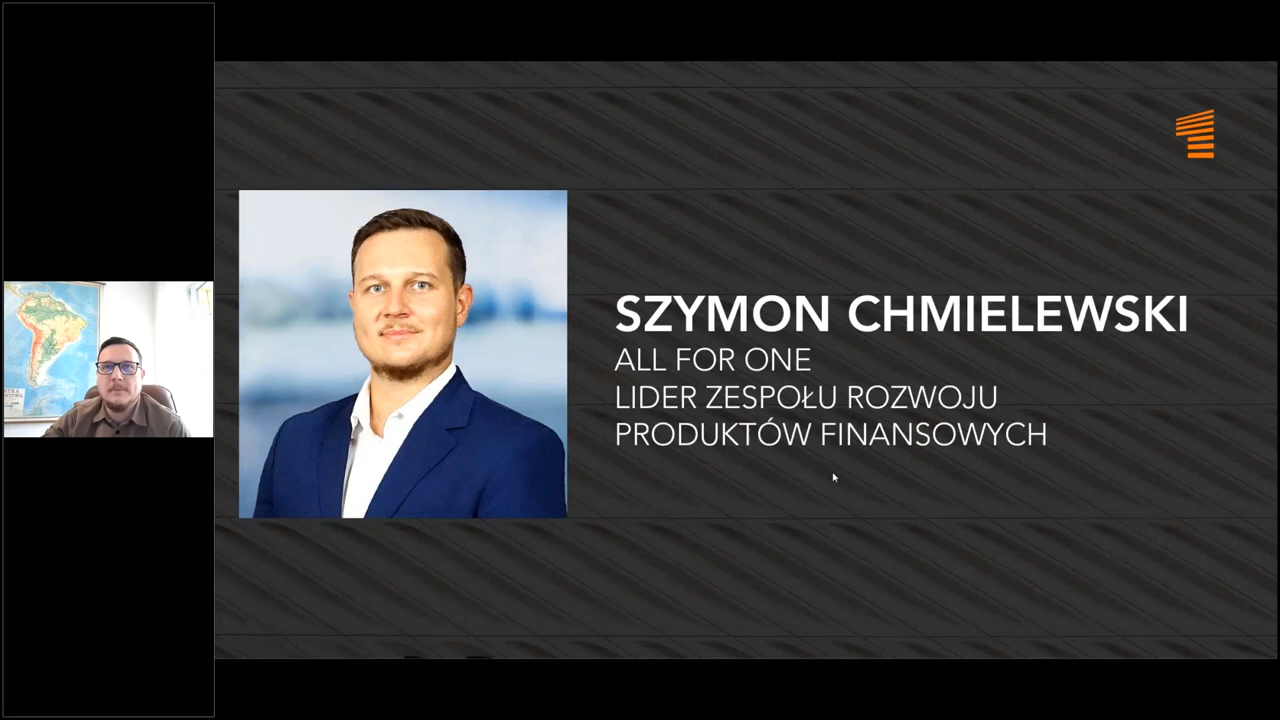 SZYMON CHMIELEWSKI
ALL FOR ONE
LIDER ZESPOŁU ROZWOJU
PRODUKTÓW FINANSOWYCH